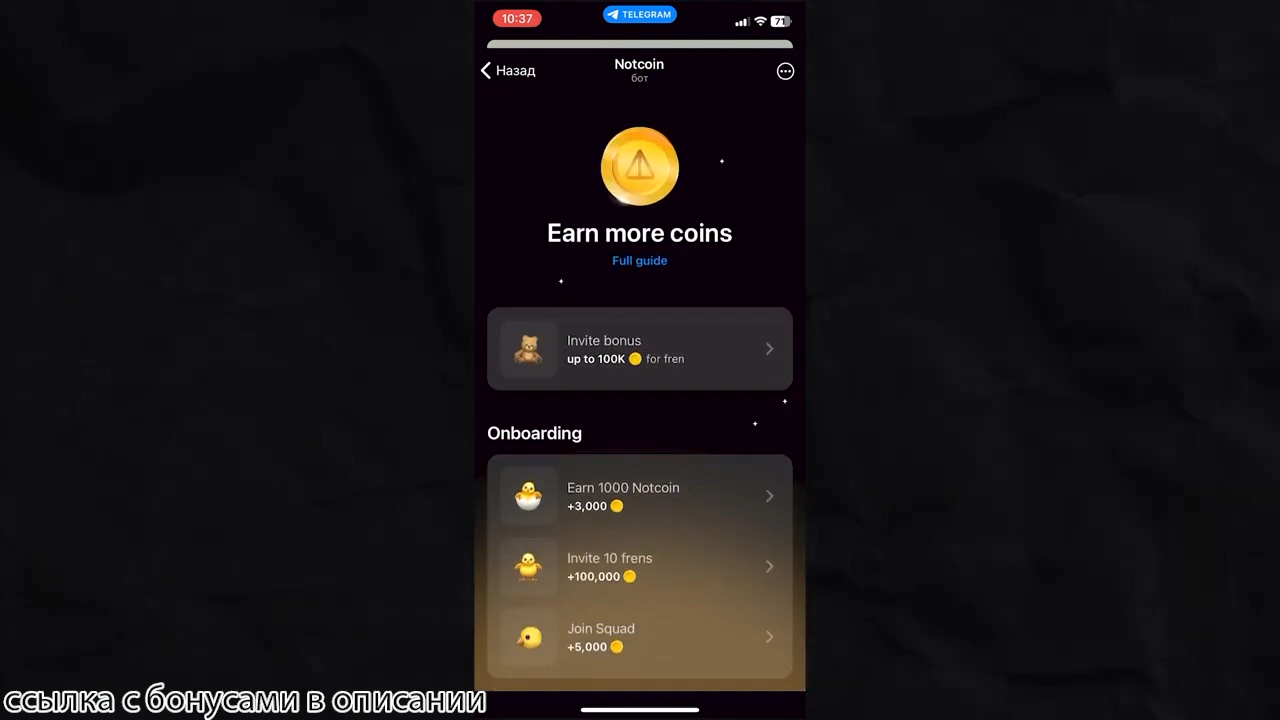 10:37
TELEGRAM
71
Назад
Notcoin
бот
Earn more coins
Full guide
Invite bonus
up to 100K for fren
Onboarding
Earn 1000 Notcoin
+3,000
Invite 10 frens
+100,000
Join Squad
+5,000
ссылка с бонусами в описании